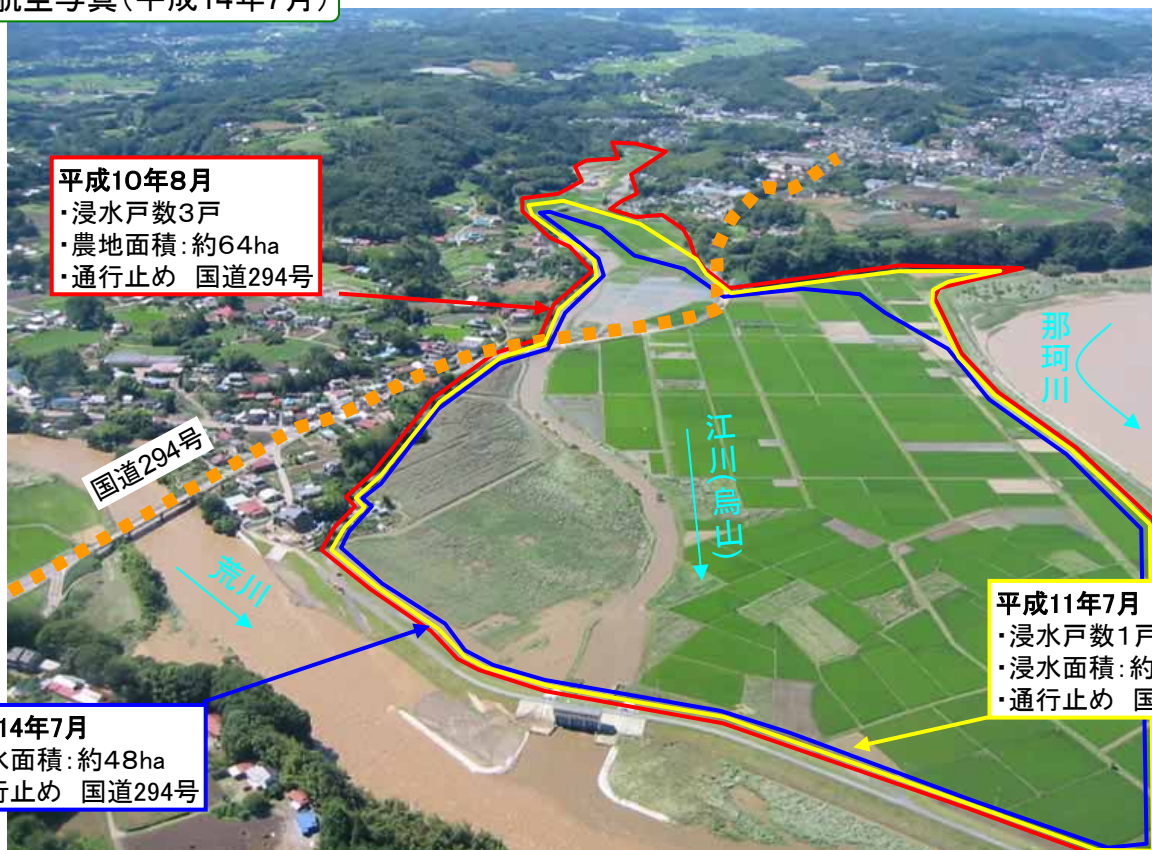 航空写真(平成14年7月)
平成10年8月
・浸水戸数3戸
・農地面積:約64ha
・通行止め 国道294号
那珂川
江川(烏山)
国道294号
荒川
平成11年7月
・浸水戸数1戸
・浸水面積:約
・通行止め 国
14年7月
水面積:約48ha
行止め 国道294号